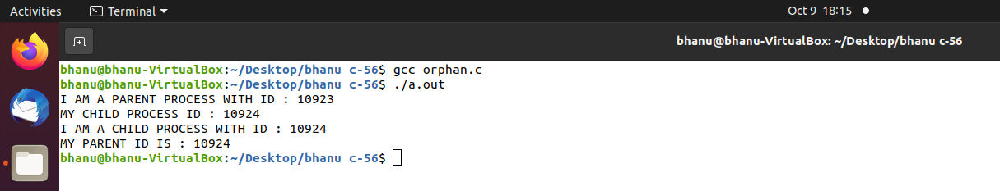 Activities Terminal Oct 9 18:15
bhanu@bhanu-VirtualBox: ~/Desktop/bhanu c-56
bhanu@bhanu-VirtualBox:~/Desktop/bhanu c-56$ gcc orphan.c
bhanu@bhanu-VirtualBox:~/Desktop/bhanu c-56$ ./a.out
I AM A PARENT PROCESS WITH ID : 10923
MY CHILD PROCESS ID : 10924
I AM A CHILD PROCESS WITH ID : 10924
MY PARENT ID IS : 10924
bhanu@bhanu-VirtualBox:~/Desktop/bhanu c-56$